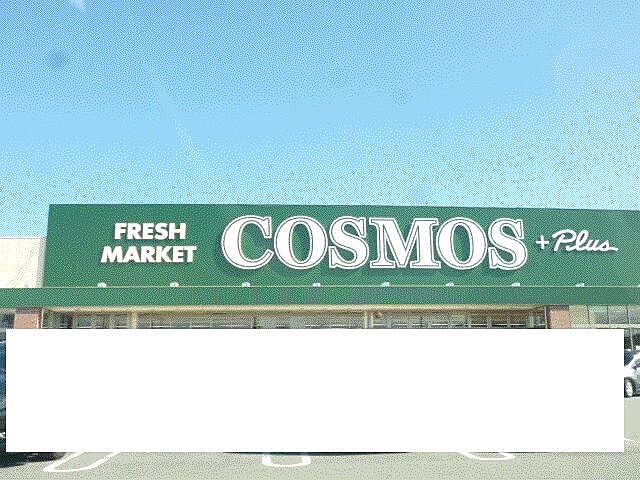 FRESH
MARKET
COSMOS
+Plus